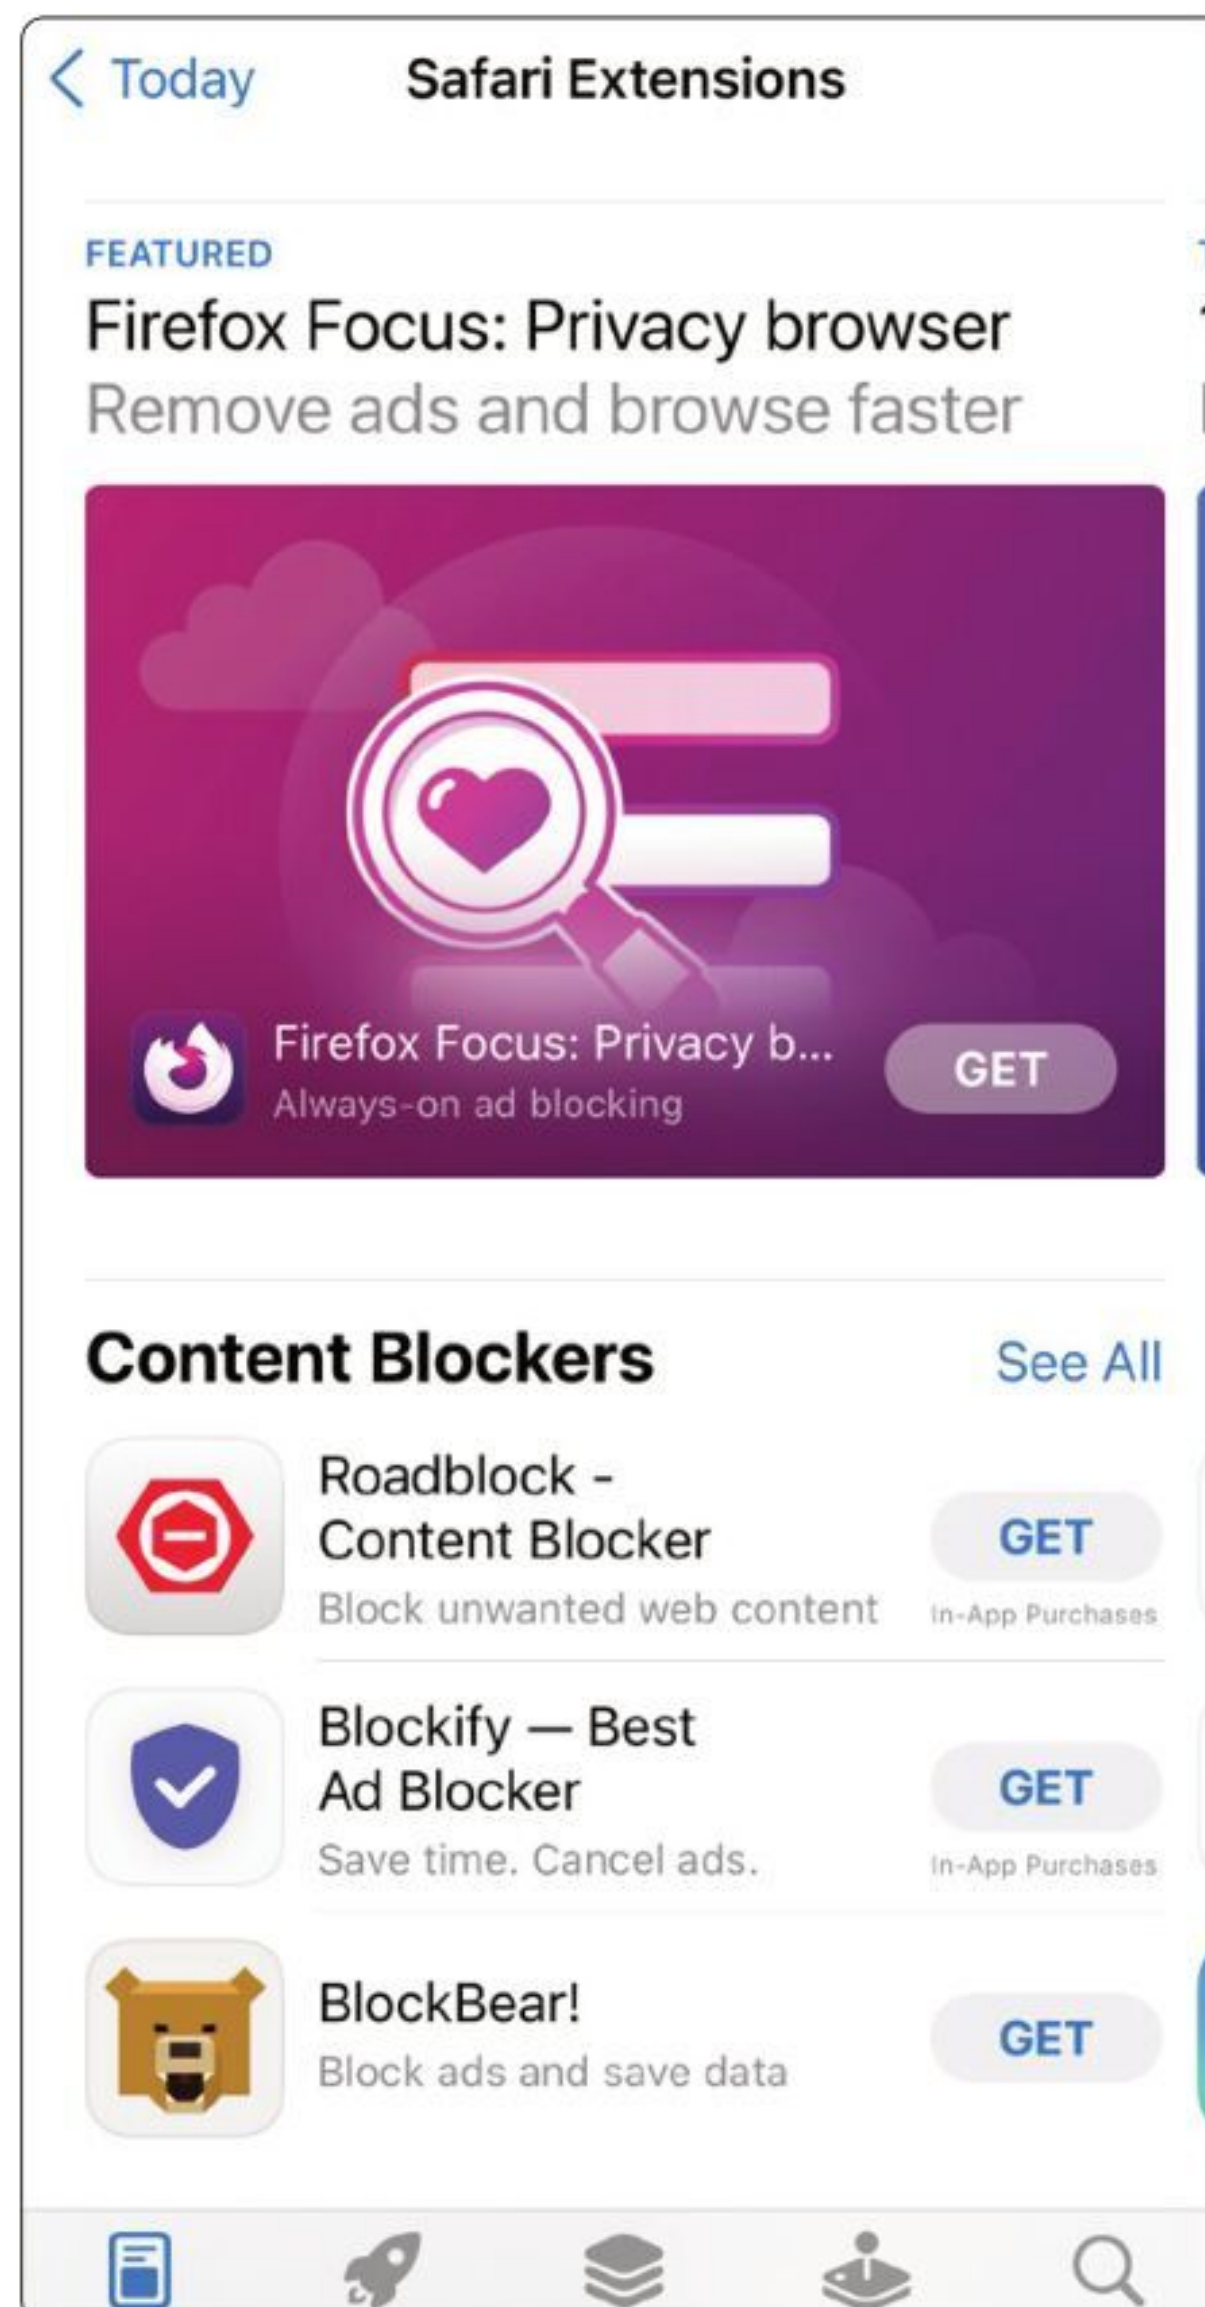 Today
Safari Extensions
FEATURED
Firefox Focus: Privacy browser
Remove ads and browse faster
Firefox Focus: Privacy b...
Always-on ad blocking
GET
Content Blockers
See All
Roadblock -
Content Blocker
Block unwanted web content
GET
In-App Purchases
Blockify — Best
Ad Blocker
Save time. Cancel ads.
GET
In-App Purchases
BlockBear!
Block ads and save data
GET